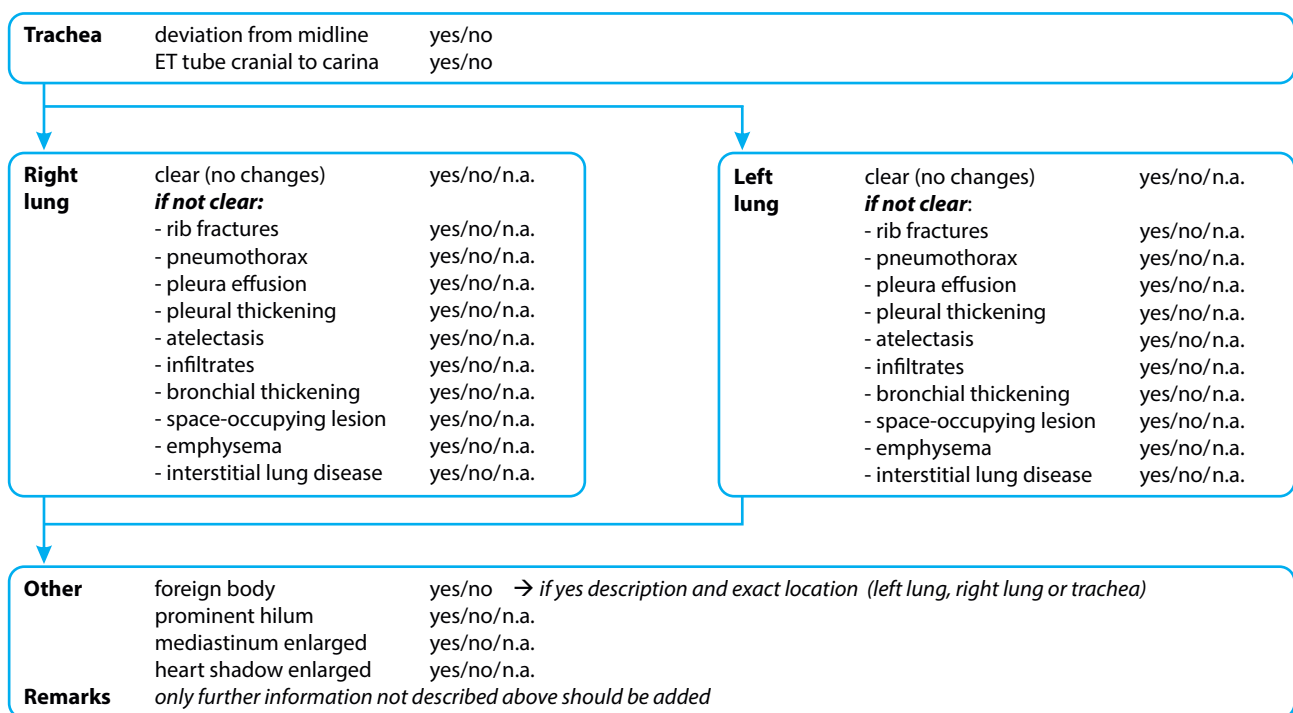 Trachea deviation from midline yes/no
ET tube cranial to carina yes/no
Right lung clear (no changes) yes/no/n.a.
if not clear:
- rib fractures yes/no/n.a.
- pneumothorax yes/no/n.a.
- pleura effusion yes/no/n.a.
- pleural thickening yes/no/n.a.
- atelectasis yes/no/n.a.
- infiltrates yes/no/n.a.
- bronchial thickening yes/no/n.a.
- space-occupying lesion yes/no/n.a.
- emphysema yes/no/n.a.
- interstitial lung disease yes/no/n.a.
Left lung clear (no changes) yes/no/n.a.
if not clear:
- rib fractures yes/no/n.a.
- pneumothorax yes/no/n.a.
- pleura effusion yes/no/n.a.
- pleural thickening yes/no/n.a.
- atelectasis yes/no/n.a.
- infiltrates yes/no/n.a.
- bronchial thickening yes/no/n.a.
- space-occupying lesion yes/no/n.a.
- emphysema yes/no/n.a.
- interstitial lung disease yes/no/n.a.
Other foreign body yes/no → if yes description and exact location (left lung, right lung or trachea)
prominent hilum yes/no/n.a.
mediastinum enlarged yes/no/n.a.
heart shadow enlarged yes/no/n.a.
Remarks only further information not described above should be added